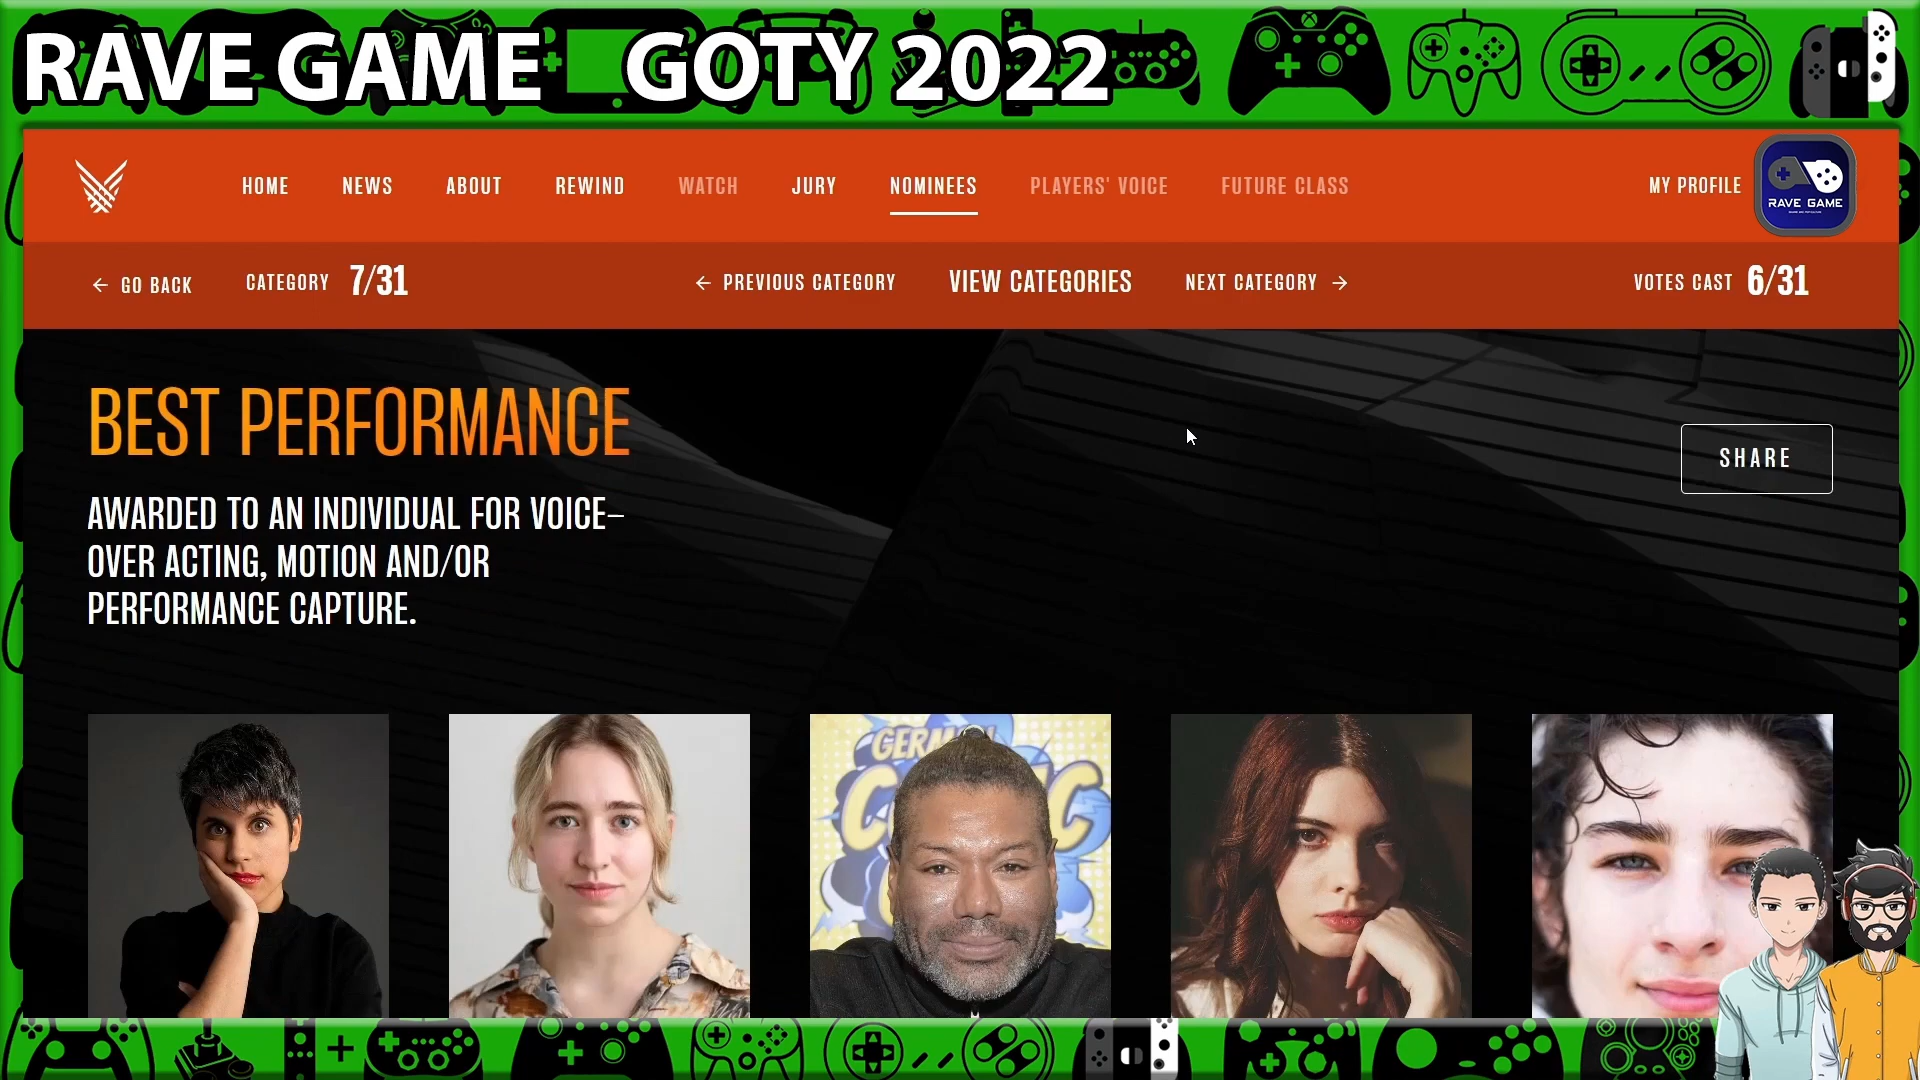 RAVE GAME GOTY 2022
HOME NEWS ABOUT REWIND WATCH JURY NOMINEES PLAYERS' VOICE FUTURE CLASS MY PROFILE
RAVE GAME
← GO BACK CATEGORY 7/31 ← PREVIOUS CATEGORY VIEW CATEGORIES NEXT CATEGORY → VOTES CAST 6/31
BEST PERFORMANCE
SHARE
AWARDED TO AN INDIVIDUAL FOR VOICE–
OVER ACTING, MOTION AND/OR
PERFORMANCE CAPTURE.